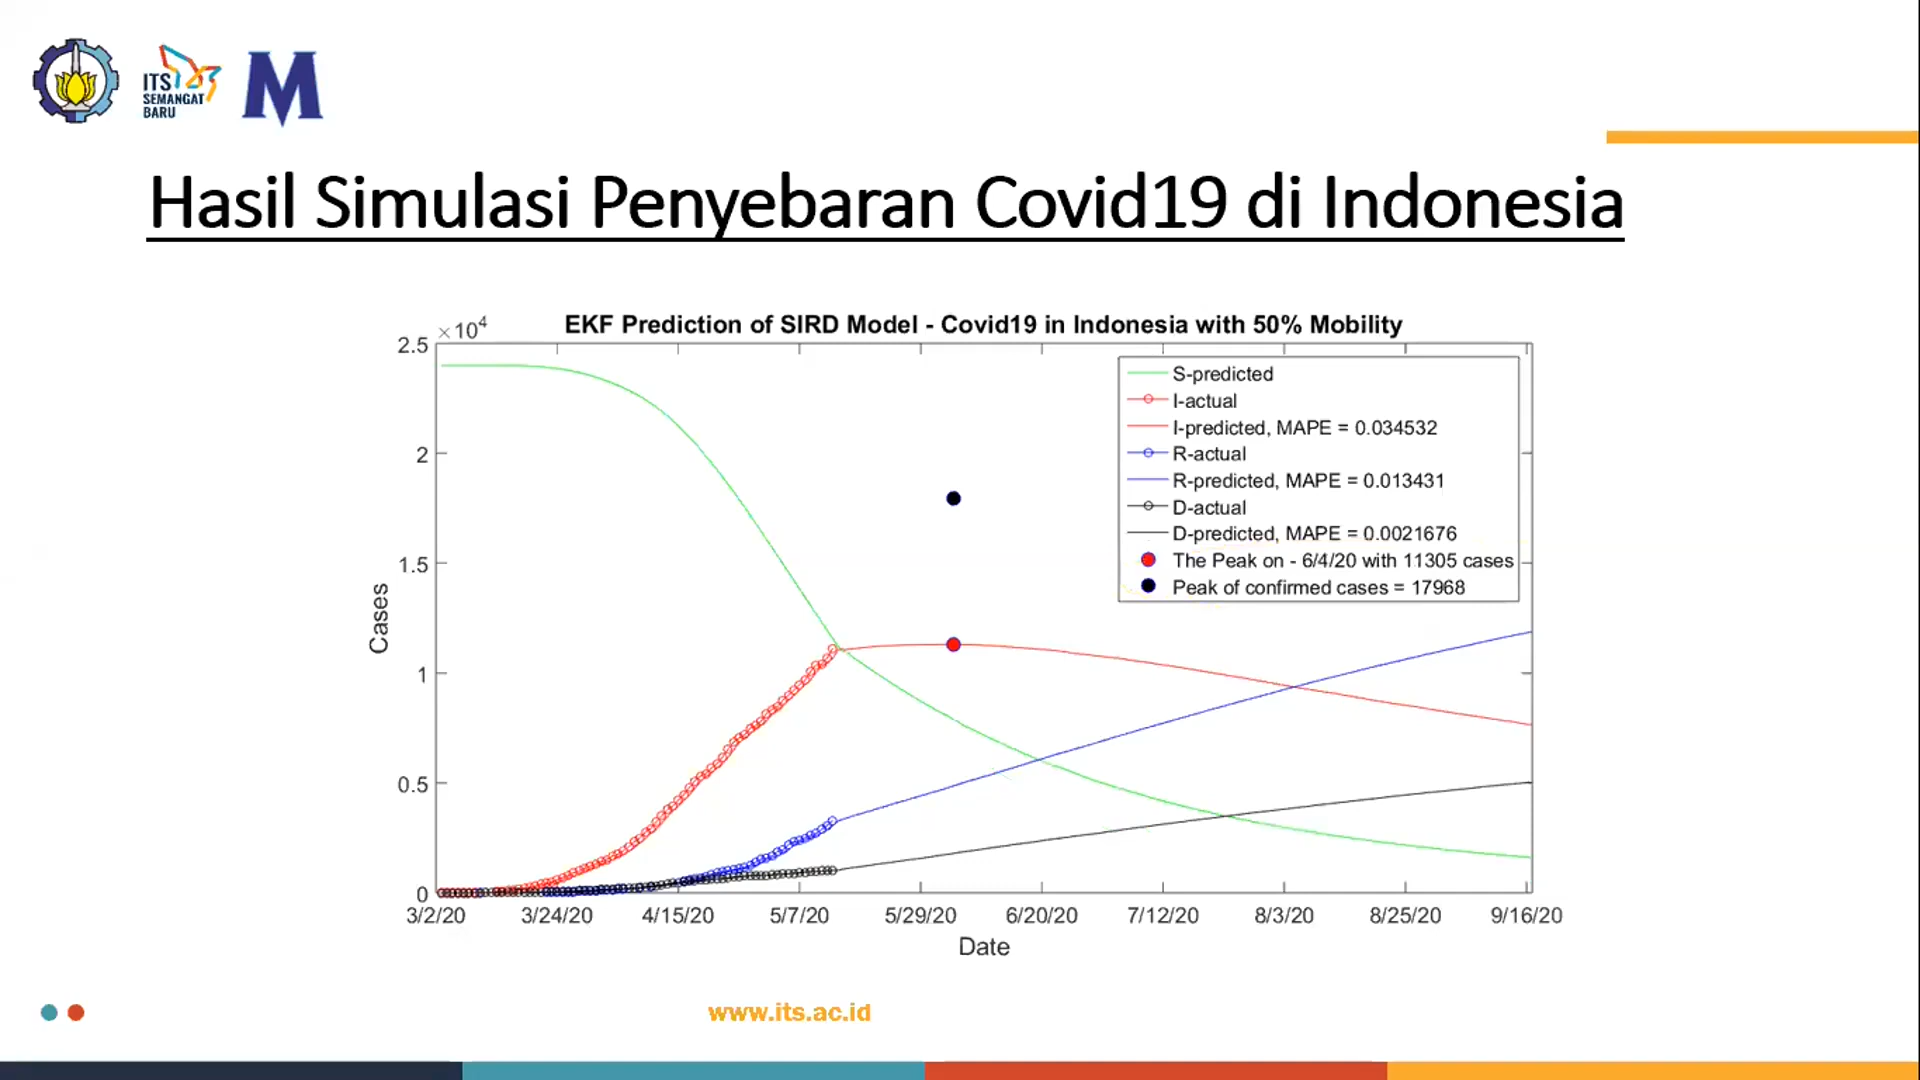 ITS
SEMANGAT
BARU
M
Hasil Simulasi Penyebaran Covid19 di Indonesia
EKF Prediction of SIRD Model - Covid19 in Indonesia with 50% Mobility
×10⁴
2.5
2
1.5
1
0.5
0
Cases
S-predicted
I-actual
I-predicted, MAPE = 0.034532
R-actual
R-predicted, MAPE = 0.013431
D-actual
D-predicted, MAPE = 0.0021676
The Peak on - 6/4/20 with 11305 cases
Peak of confirmed cases = 17968
3/2/20 3/24/20 4/15/20 5/7/20 5/29/20 6/20/20 7/12/20 8/3/20 8/25/20 9/16/20
Date
www.its.ac.id